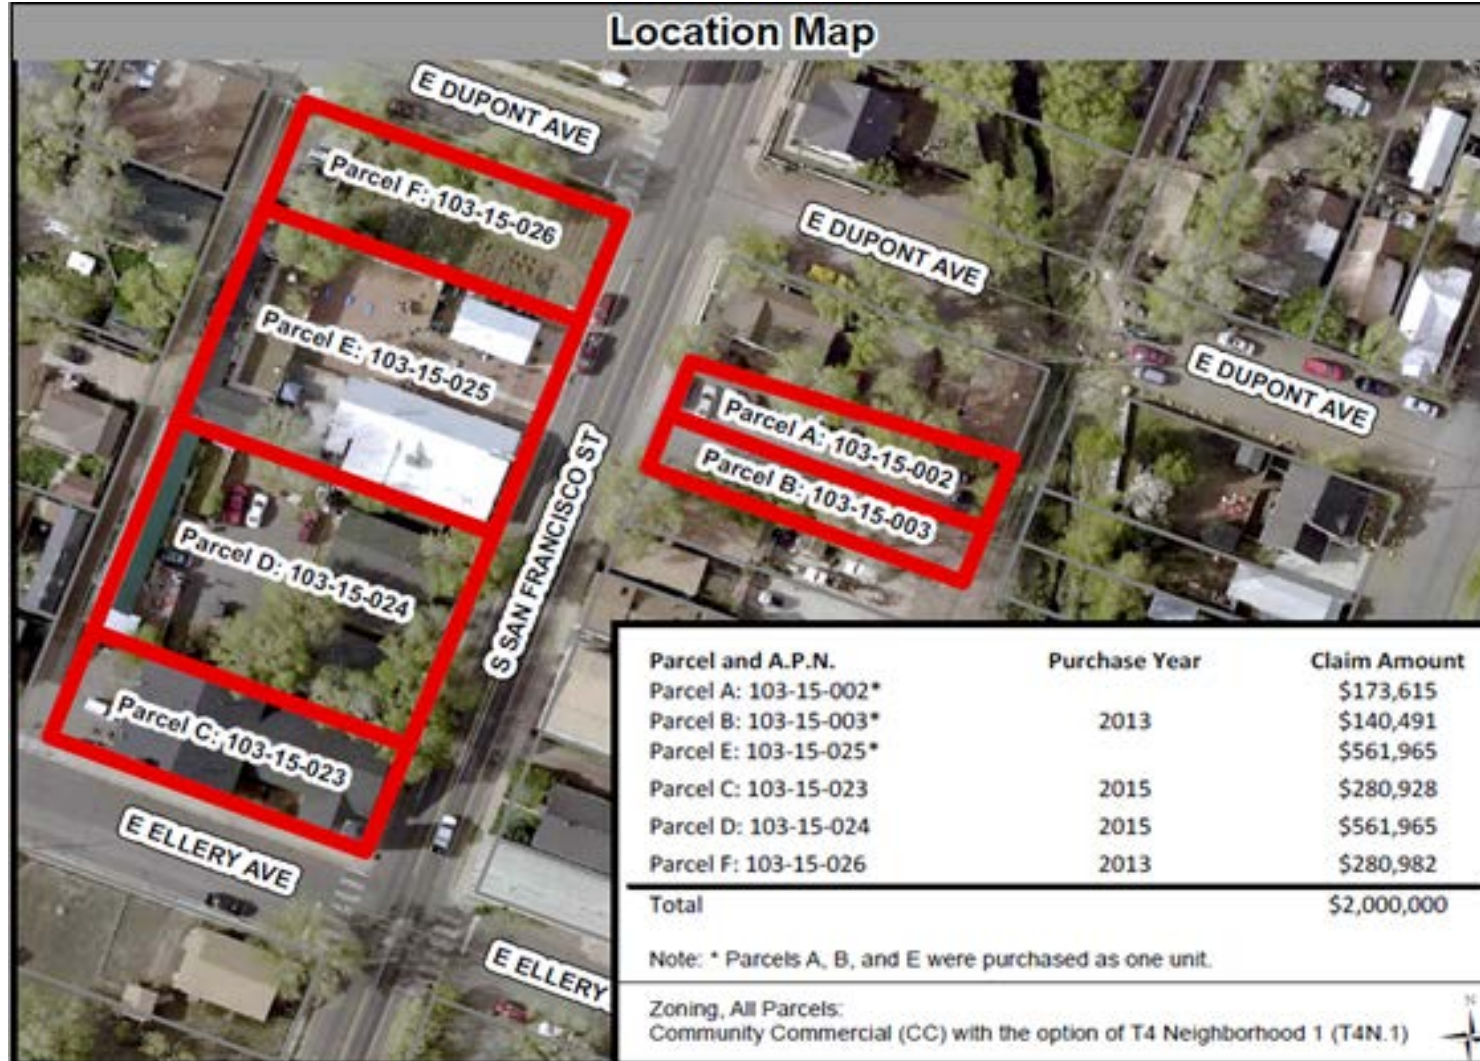 Location Map
E DUPONT AVE
Parcel F: 103-15-026
E DUPONT AVE
Parcel E: 103-15-025
E DUPONT AVE
Parcel A: 103-15-002
Parcel B: 103-15-003
S SAN FRANCISCO ST
Parcel D: 103-15-024
Parcel C: 103-15-023
E ELLERY AVE
E ELLERY
Parcel and A.P.N. Purchase Year Claim Amount
Parcel A: 103-15-002* $173,615
Parcel B: 103-15-003* 2013 $140,491
Parcel E: 103-15-025* $561,965
Parcel C: 103-15-023 2015 $280,928
Parcel D: 103-15-024 2015 $561,965
Parcel F: 103-15-026 2013 $280,982
Total $2,000,000
Note: * Parcels A, B, and E were purchased as one unit.
Zoning, All Parcels:
Community Commercial (CC) with the option of T4 Neighborhood 1 (T4N.1)
N